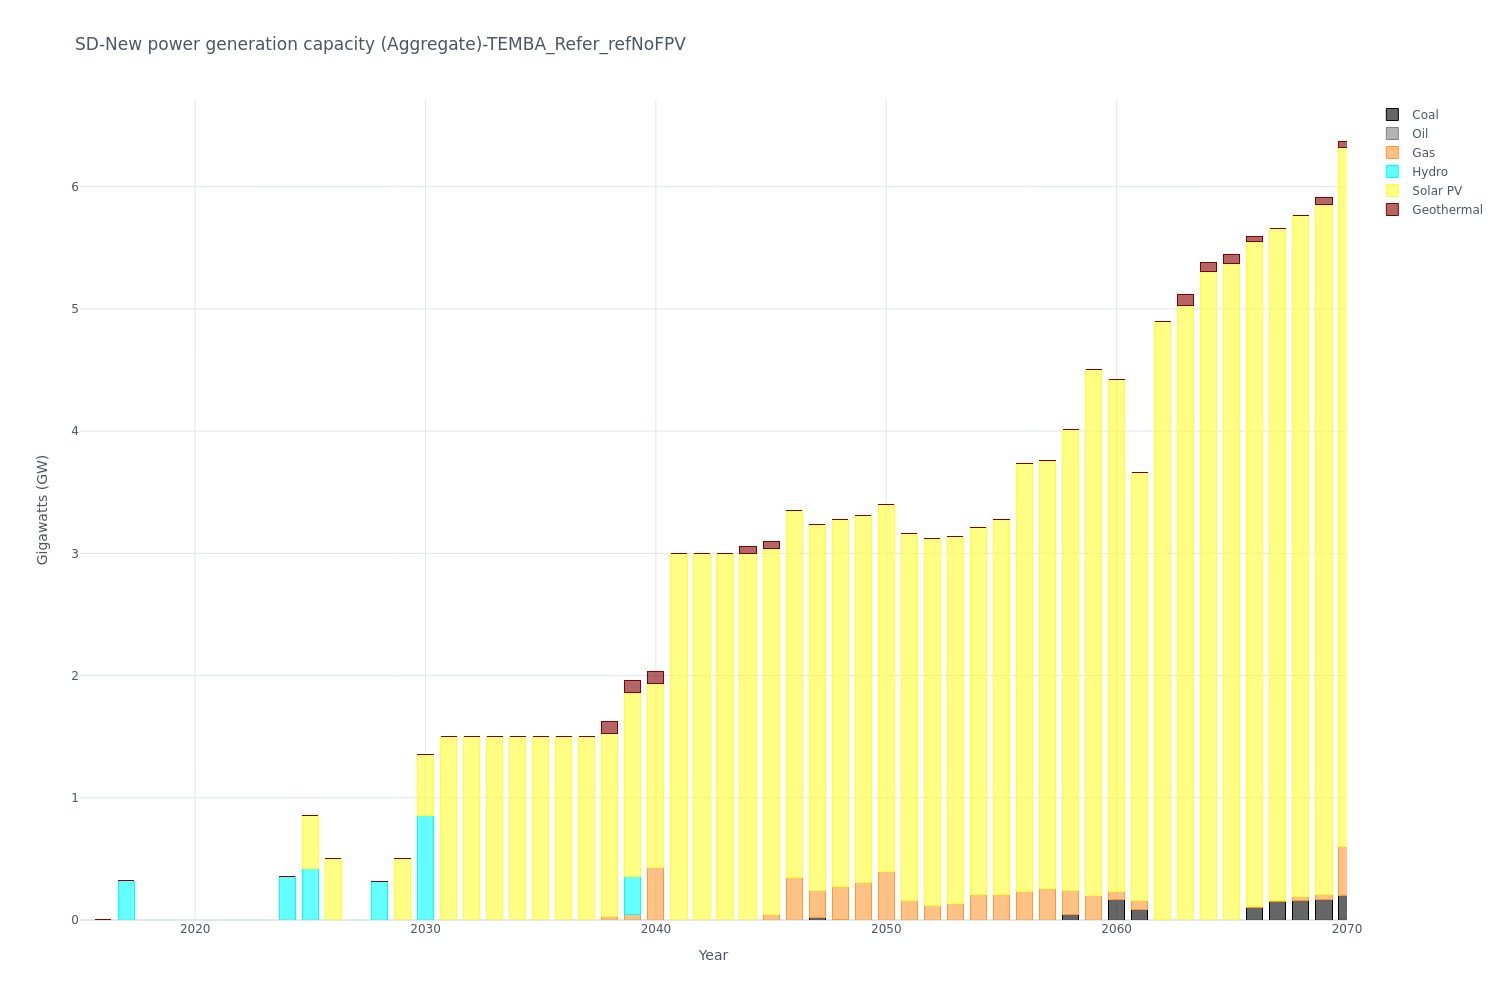 SD-New power generation capacity (Aggregate)-TEMBA_Refer_refNoFPV
Coal
Oil
Gas
Hydro
Solar PV
Geothermal
Gigawatts (GW)
6
5
4
3
2
1
0
2020
2030
2040
2050
2060
2070
Year